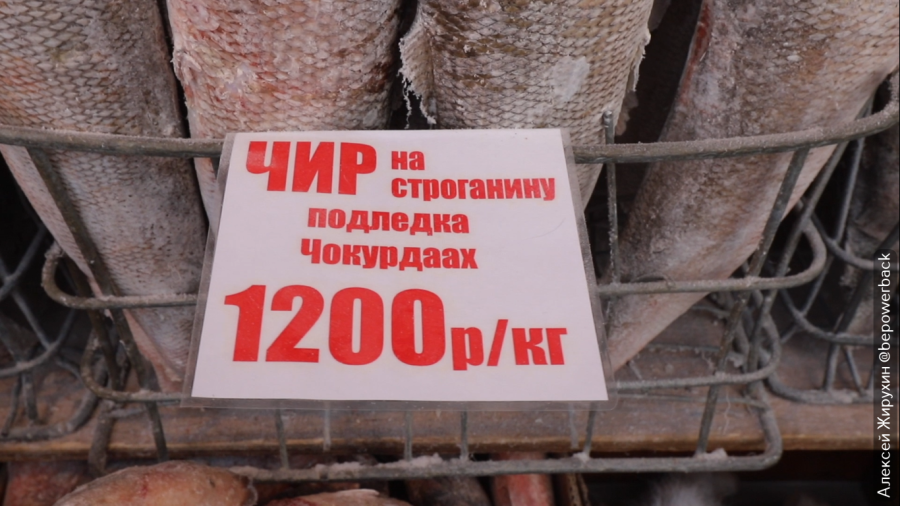 ЧИР на
строганину
подледка
Чокурдаах
1200р/кг
Алексей Жирухин @bepowerback